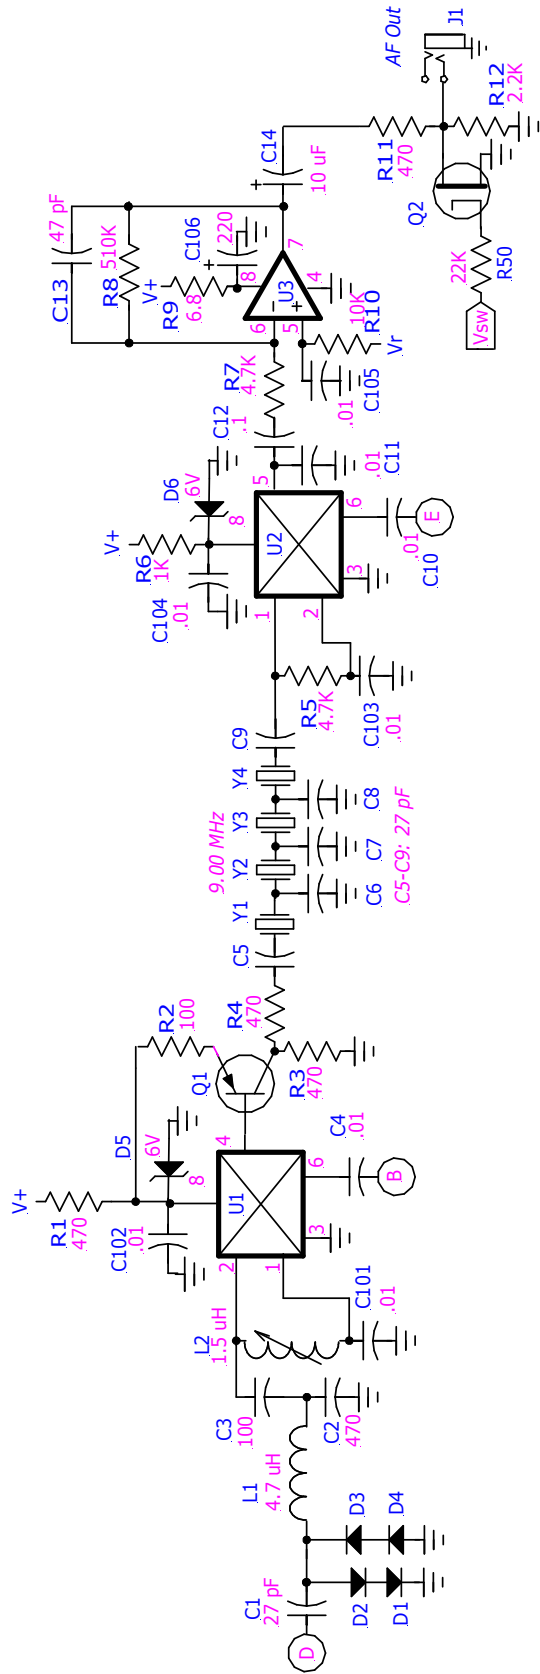 D
C1
27 pF
D2
D1
D3
D4
L1
4.7 uH
C3
100
C2
470
L2
1.5 uH
C101
.01
V+
R1
470
C102
.01
D5
6V
8
2
1
U1
3
4
6
C4
.01
B
R2
100
Q1
R3
470
R4
470
C5
Y1
9.00 MHz
Y2
Y3
Y4
C9
C6
C7
C8
C5-C9: 27 pF
R5
4.7K
C103
.01
V+
R6
1K
C104
.01
D6
6V
8
1
2
U2
3
5
6
C10
.01
E
C11
.01
C12
.1
R7
4.7K
C13
47 pF
R8
510K
V+
R9
6.8
C106
220
8
6
5
U3
7
4
R10
10K
Vr
C105
.01
C14
10 uF
R11
470
R12
2.2K
AF Out
J1
Q2
R50
22K
Vsw